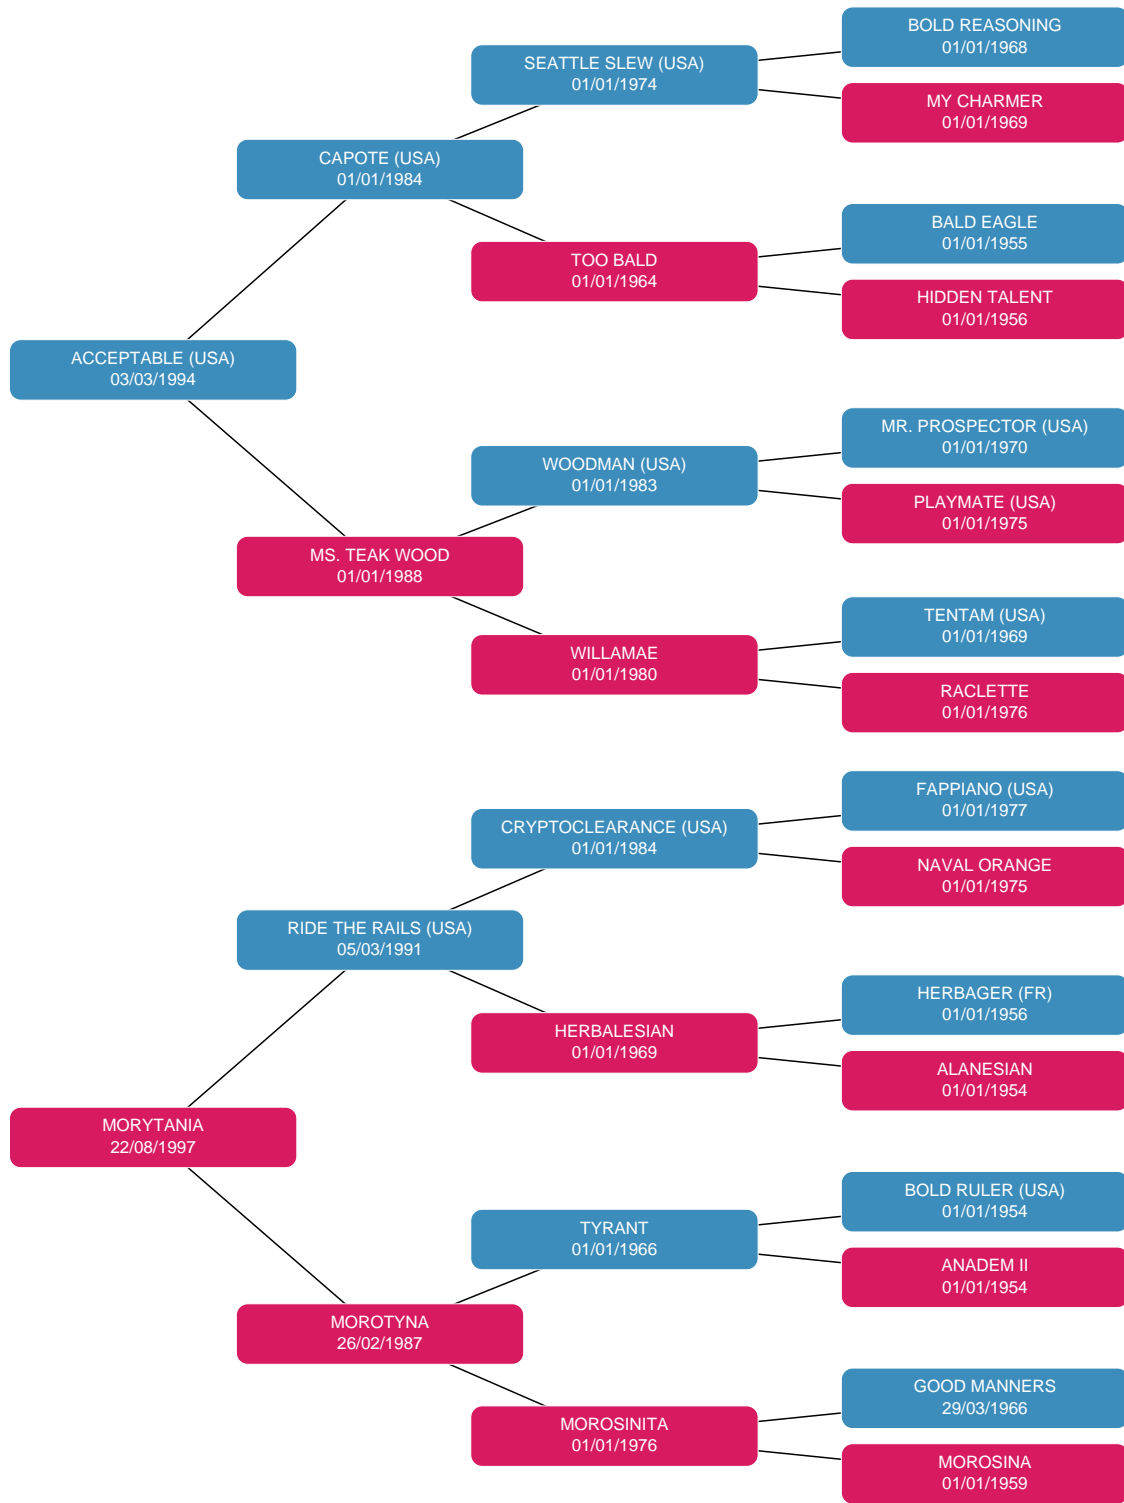 BOLD REASONING
01/01/1968
SEATTLE SLEW (USA)
01/01/1974
MY CHARMER
01/01/1969
CAPOTE (USA)
01/01/1984
BALD EAGLE
01/01/1955
TOO BALD
01/01/1964
HIDDEN TALENT
01/01/1956
ACCEPTABLE (USA)
03/03/1994
MR. PROSPECTOR (USA)
01/01/1970
WOODMAN (USA)
01/01/1983
PLAYMATE (USA)
01/01/1975
MS. TEAK WOOD
01/01/1988
TENTAM (USA)
01/01/1969
WILLAMAE
01/01/1980
RACLETTE
01/01/1976
FAPPIANO (USA)
01/01/1977
CRYPTOCLEARANCE (USA)
01/01/1984
NAVAL ORANGE
01/01/1975
RIDE THE RAILS (USA)
05/03/1991
HERBAGER (FR)
01/01/1956
HERBALESIAN
01/01/1969
ALANESIAN
01/01/1954
MORYTANIA
22/08/1997
BOLD RULER (USA)
01/01/1954
TYRANT
01/01/1966
ANADEM II
01/01/1954
MOROTYNA
26/02/1987
GOOD MANNERS
29/03/1966
MOROSINITA
01/01/1976
MOROSINA
01/01/1959